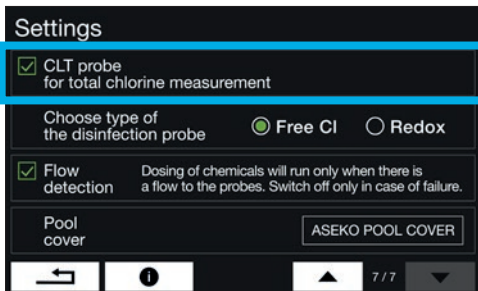 Settings
CLT probe
for total chlorine measurement
Choose type of
the disinfection probe
Free Cl
Redox
Flow
detection
Dosing of chemicals will run only when there is
a flow to the probes. Switch off only in case of failure.
Pool
cover
ASEKO POOL COVER
7/7